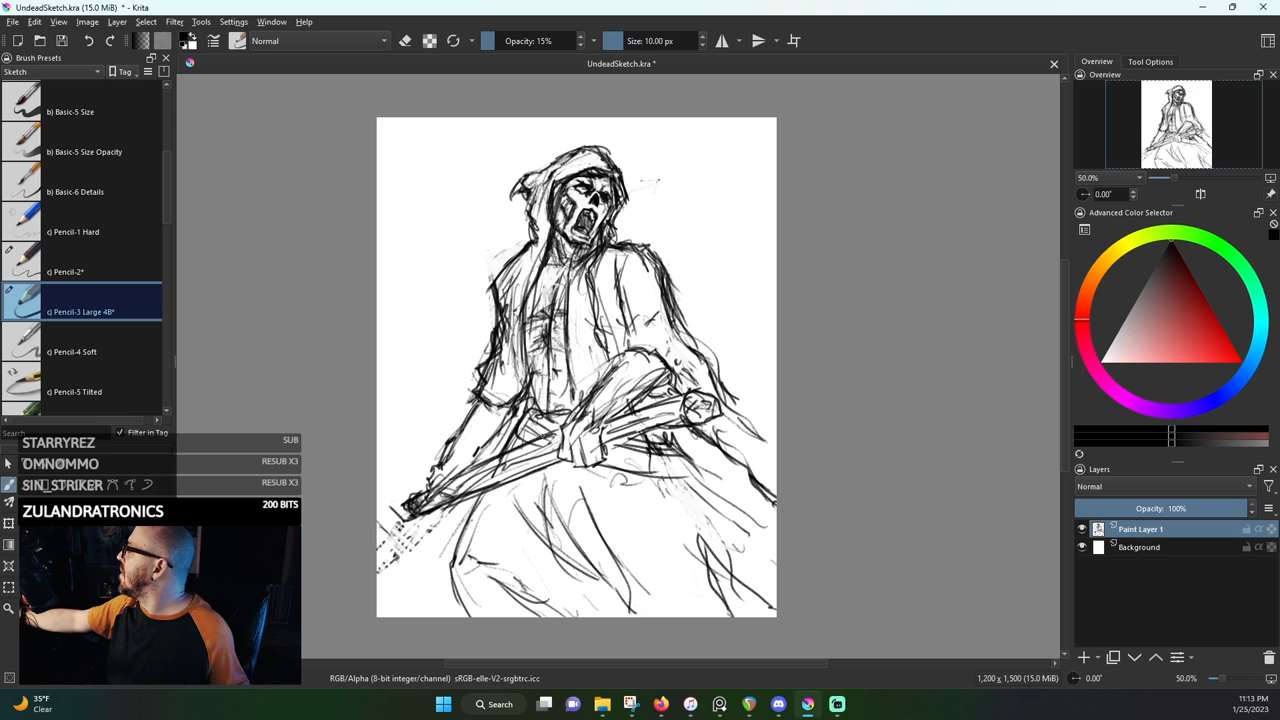 UndeadSketch.kra (15.0 MiB) * - Krita
File Edit View Image Layer Select Filter Tools Settings Window Help
Normal Opacity: 15% Size: 10.00 px
Brush Presets
Sketch Tag
b) Basic-5 Size
b) Basic-5 Size Opacity
b) Basic-6 Details
c) Pencil-1 Hard
c) Pencil-2*
c) Pencil-3 Large 4B*
c) Pencil-4 Soft
c) Pencil-5 Tilted
Search Filter in Tag
STARRYREZ SUB
OMNOMMO RESUB X3
SIN_STRIKER RESUB X3
ZULANDRATRONICS 200 BITS
UndeadSketch.kra *
Overview Tool Options
Overview
50.0%
0.00°
Advanced Color Selector
Layers
Normal
Opacity: 100%
Paint Layer 1
Background
RGB/Alpha (8-bit integer/channel) sRGB-elle-V2-srgbtrc.icc
1,200 x 1,500 (15.0 MiB) 0.00° 50.0%
35°F
Clear
Search
11:13 PM
1/25/2023